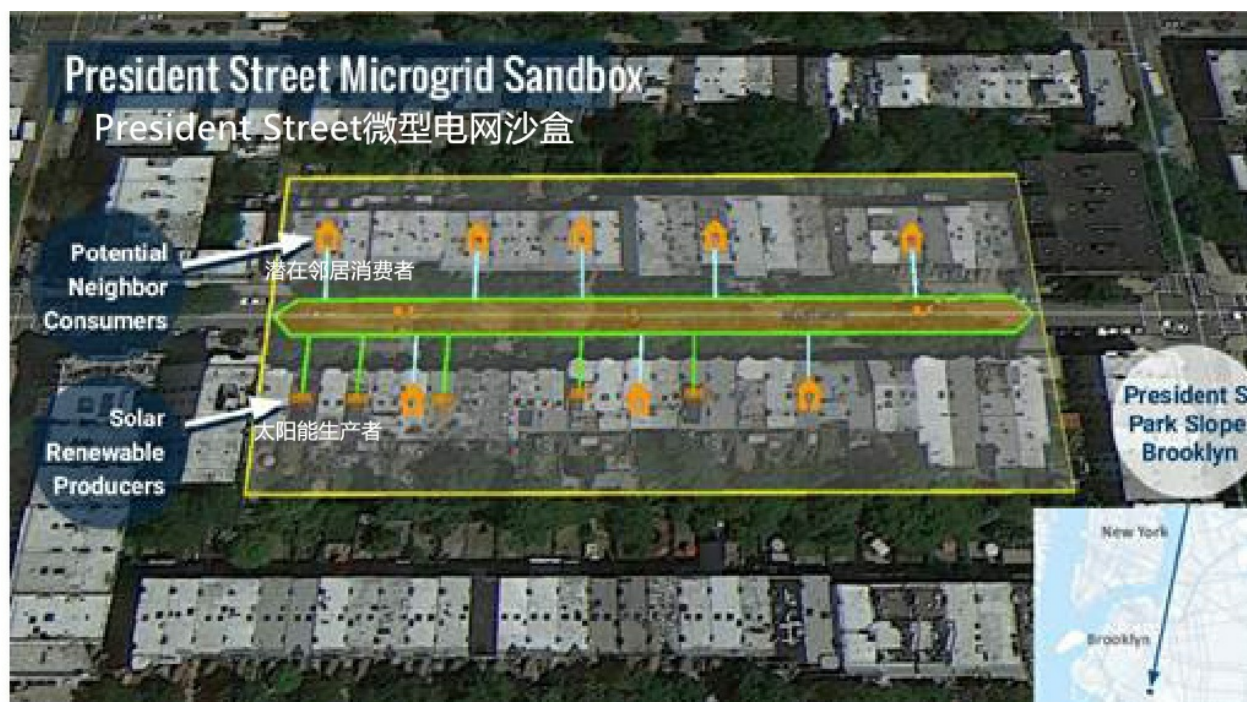 President Street Microgrid Sandbox
President Street微型电网沙盒
Potential
Neighbor
Consumers
潜在邻居消费者
Solar
Renewable
Producers
太阳能生产者
President S
Park Slope
Brooklyn
New York
Brooklyn